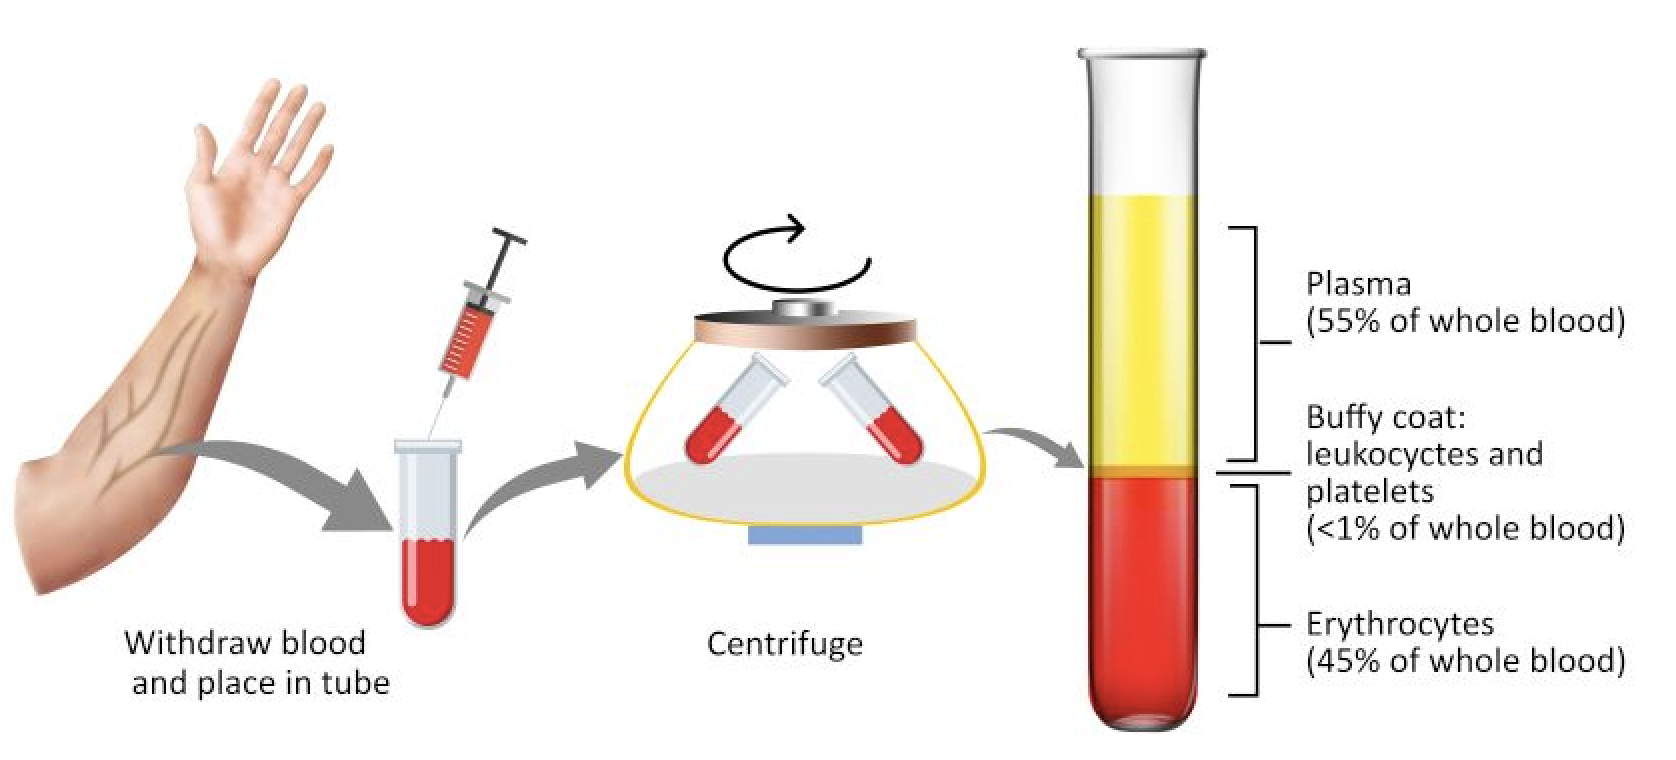 Withdraw blood
and place in tube
Centrifuge
Plasma
(55% of whole blood)
Buffy coat:
leukocyctes and
platelets
(<1% of whole blood)
Erythrocytes
(45% of whole blood)